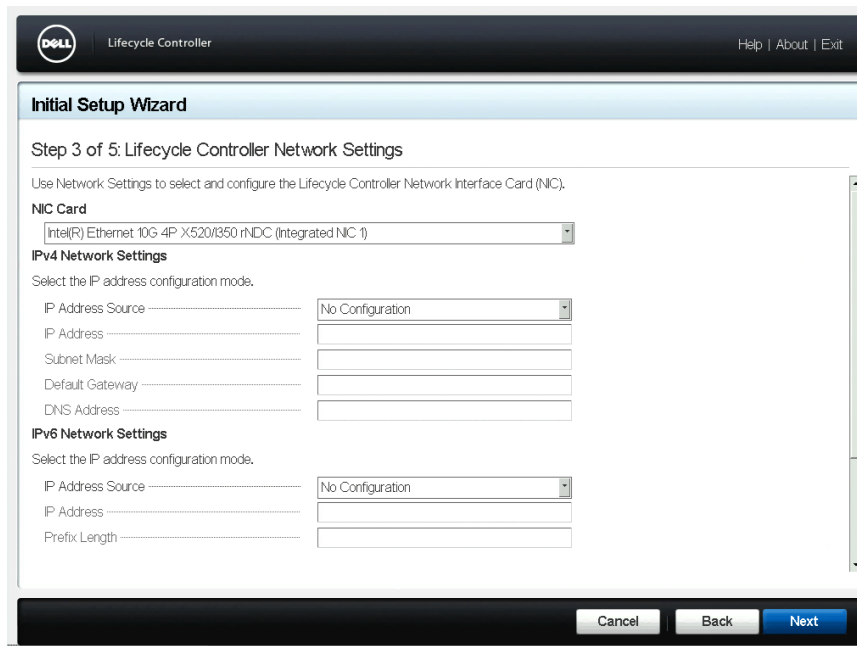 DELL
Lifecycle Controller
Help | About | Exit
Initial Setup Wizard
Step 3 of 5: Lifecycle Controller Network Settings
Use Network Settings to select and configure the Lifecycle Controller Network Interface Card (NIC).
NIC Card
Intel(R) Ethernet 10G 4P X520/I350 rNDC (Integrated NIC 1)
IPv4 Network Settings
Select the IP address configuration mode.
IP Address Source
No Configuration
IP Address
Subnet Mask
Default Gateway
DNS Address
IPv6 Network Settings
Select the IP address configuration mode.
IP Address Source
No Configuration
IP Address
Prefix Length
Cancel
Back
Next